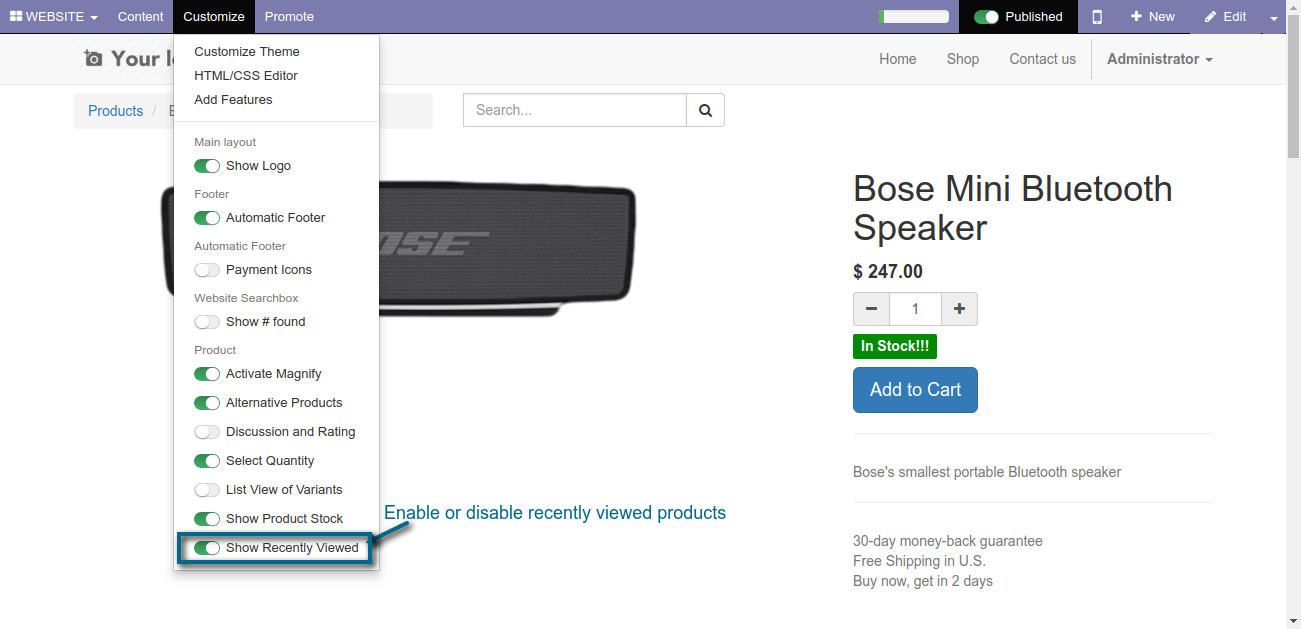 WEBSITE Content Customize Promote Published New Edit
Customize Theme
HTML/CSS Editor
Add Features
Main layout
Show Logo
Footer
Automatic Footer
Automatic Footer
Payment Icons
Website Searchbox
Show # found
Product
Activate Magnify
Alternative Products
Discussion and Rating
Select Quantity
List View of Variants
Show Product Stock
Show Recently Viewed
Enable or disable recently viewed products
Your l
Home Shop Contact us Administrator
Products /
Search...
OSE
Bose Mini Bluetooth
Speaker
$ 247.00
1
In Stock!!!
Add to Cart
Bose's smallest portable Bluetooth speaker
30-day money-back guarantee
Free Shipping in U.S.
Buy now, get in 2 days